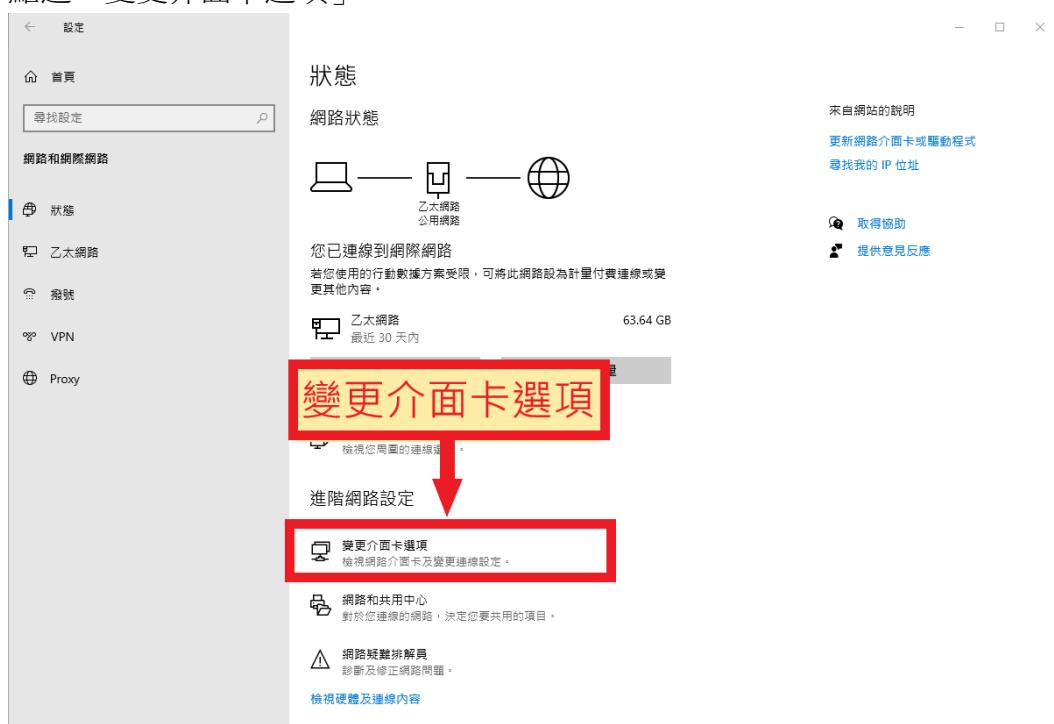 設定
首頁
尋找設定
網路和網際網路
狀態
乙太網路
撥號
VPN
Proxy
狀態
網路狀態
乙太網路
公用網路
您已連線到網際網路
若您使用的行動數據方案受限，可將此網路設為計量付費連線或變
更其他內容。
乙太網路
63.64 GB
最近 30 天內
變更介面卡選項
檢視您周圍的連線
進階網路設定
變更介面卡選項
檢視網路介面卡及變更連線設定。
網路和共用中心
對於您連線的網路，決定您要共用的項目。
網路疑難排解員
診斷及修正網路問題。
檢視硬體及連線內容
來自網站的說明
更新網路介面卡或驅動程式
尋找我的 IP 位址
取得協助
提供意見反應